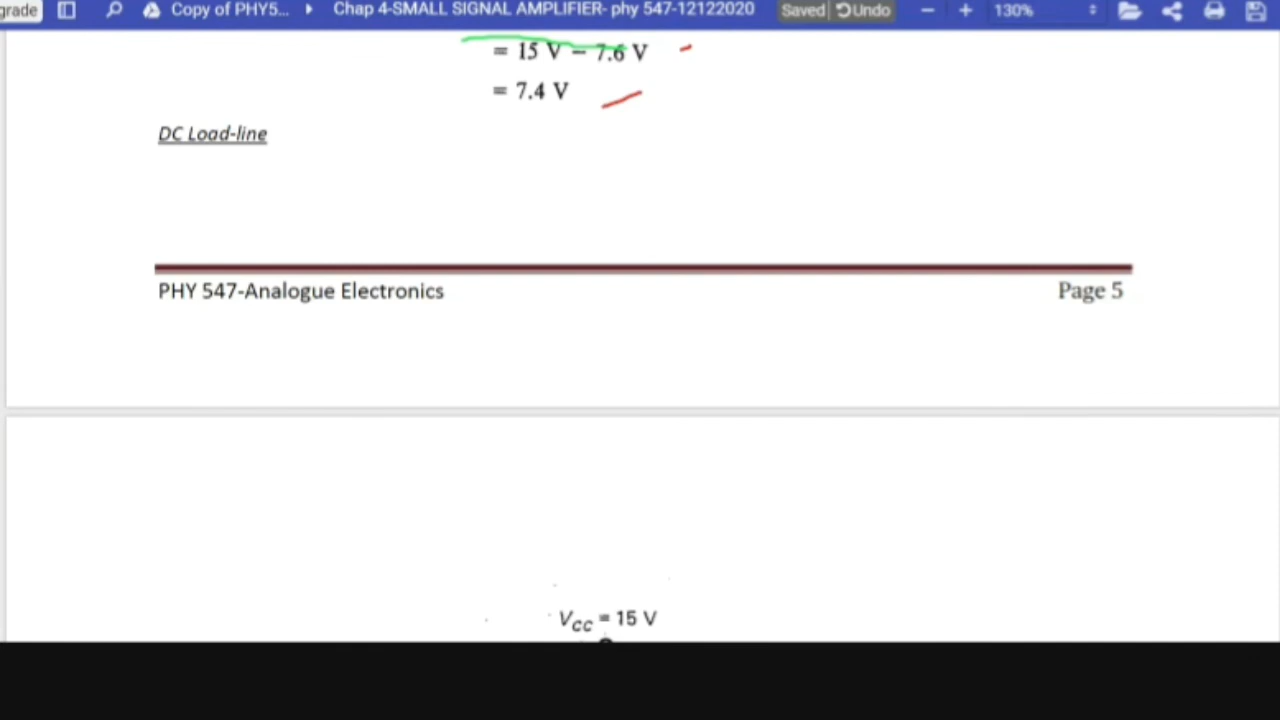 grade Copy of PHY5... Chap 4-SMALL SIGNAL AMPLIFIER- phy 547-12122020 Saved Undo 130%
= 15 V − 7.6 V
= 7.4 V
DC Load-line
PHY 547-Analogue Electronics Page 5
VCC = 15 V